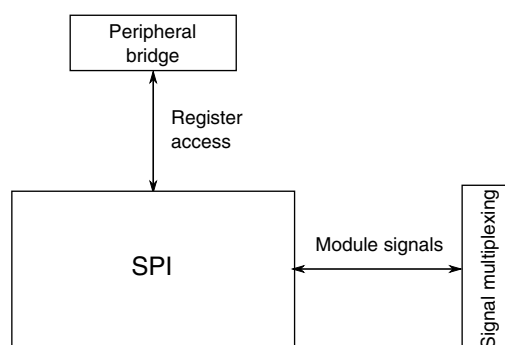 Peripheral
bridge
Register
access
SPI
Module signals
Signal multiplexing